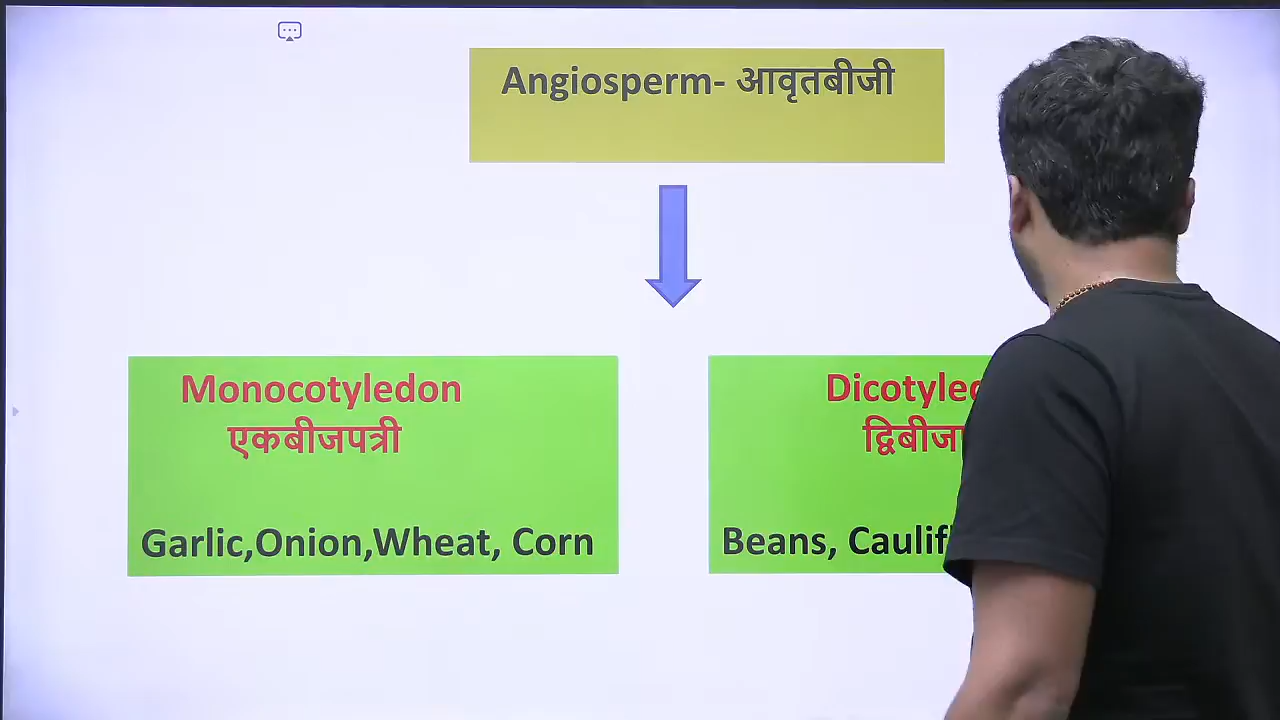 Angiosperm- आवृतबीजी
Monocotyledon
एकबीजपत्री
Garlic,Onion,Wheat, Corn
Beans,